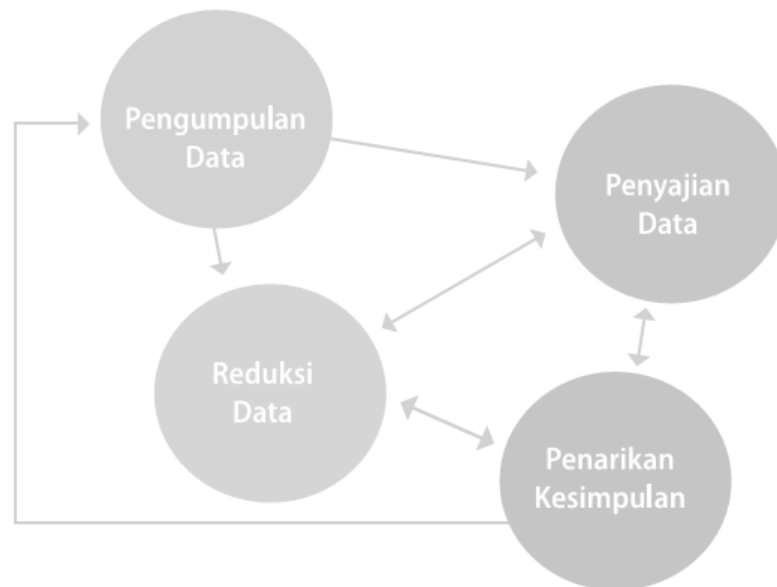 Pengumpulan
Data
Penyajian
Data
Reduksi
Data
Penarikan
Kesimpulan